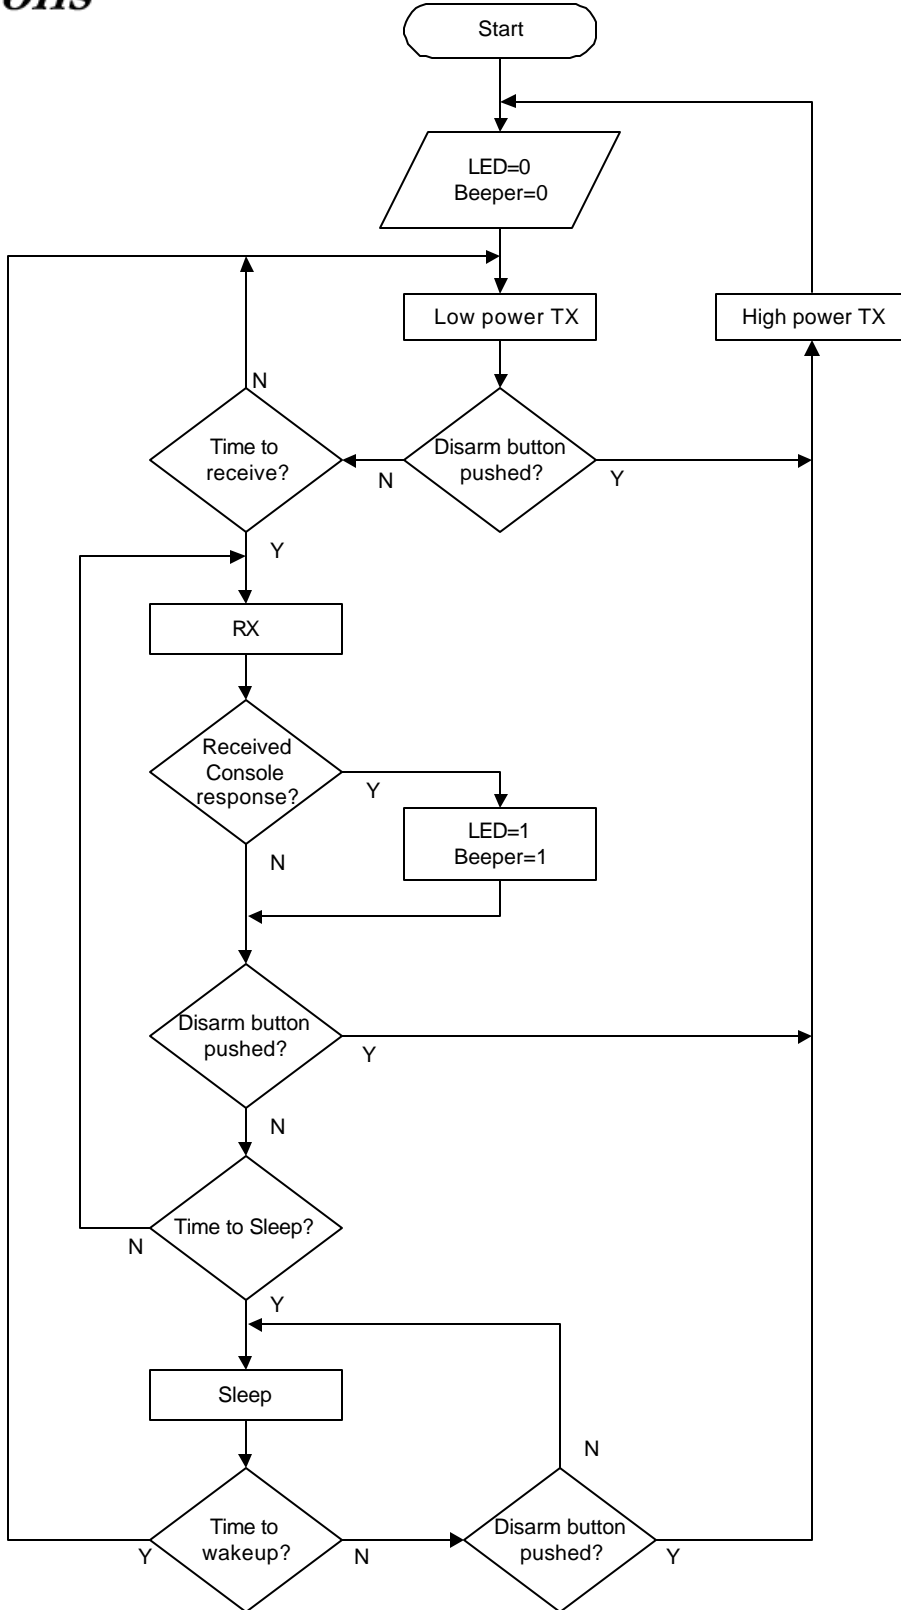 Start
LED=0
Beeper=0
Low power TX
High power TX
N
Time to
receive?
N
Disarm button
pushed?
Y
Y
RX
Received
Console
response?
Y
LED=1
Beeper=1
N
Disarm button
pushed?
Y
N
Time to Sleep?
N
Y
Sleep
N
Time to
wakeup?
Y
N
Disarm button
pushed?
Y